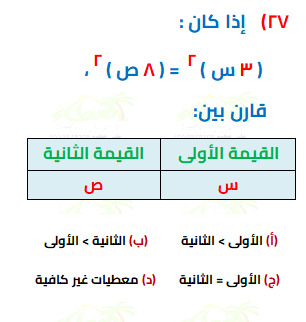 ٢٧) إذا كان :
( ٣ س ) ٢ = ( ٨ ص ) ٢ ،
قارن بين:
القيمة الأولى القيمة الثانية
س ص
(أ) الأولى > الثانية (ب) الثانية > الأولى
(ج) الأولى = الثانية (د) معطيات غير كافية